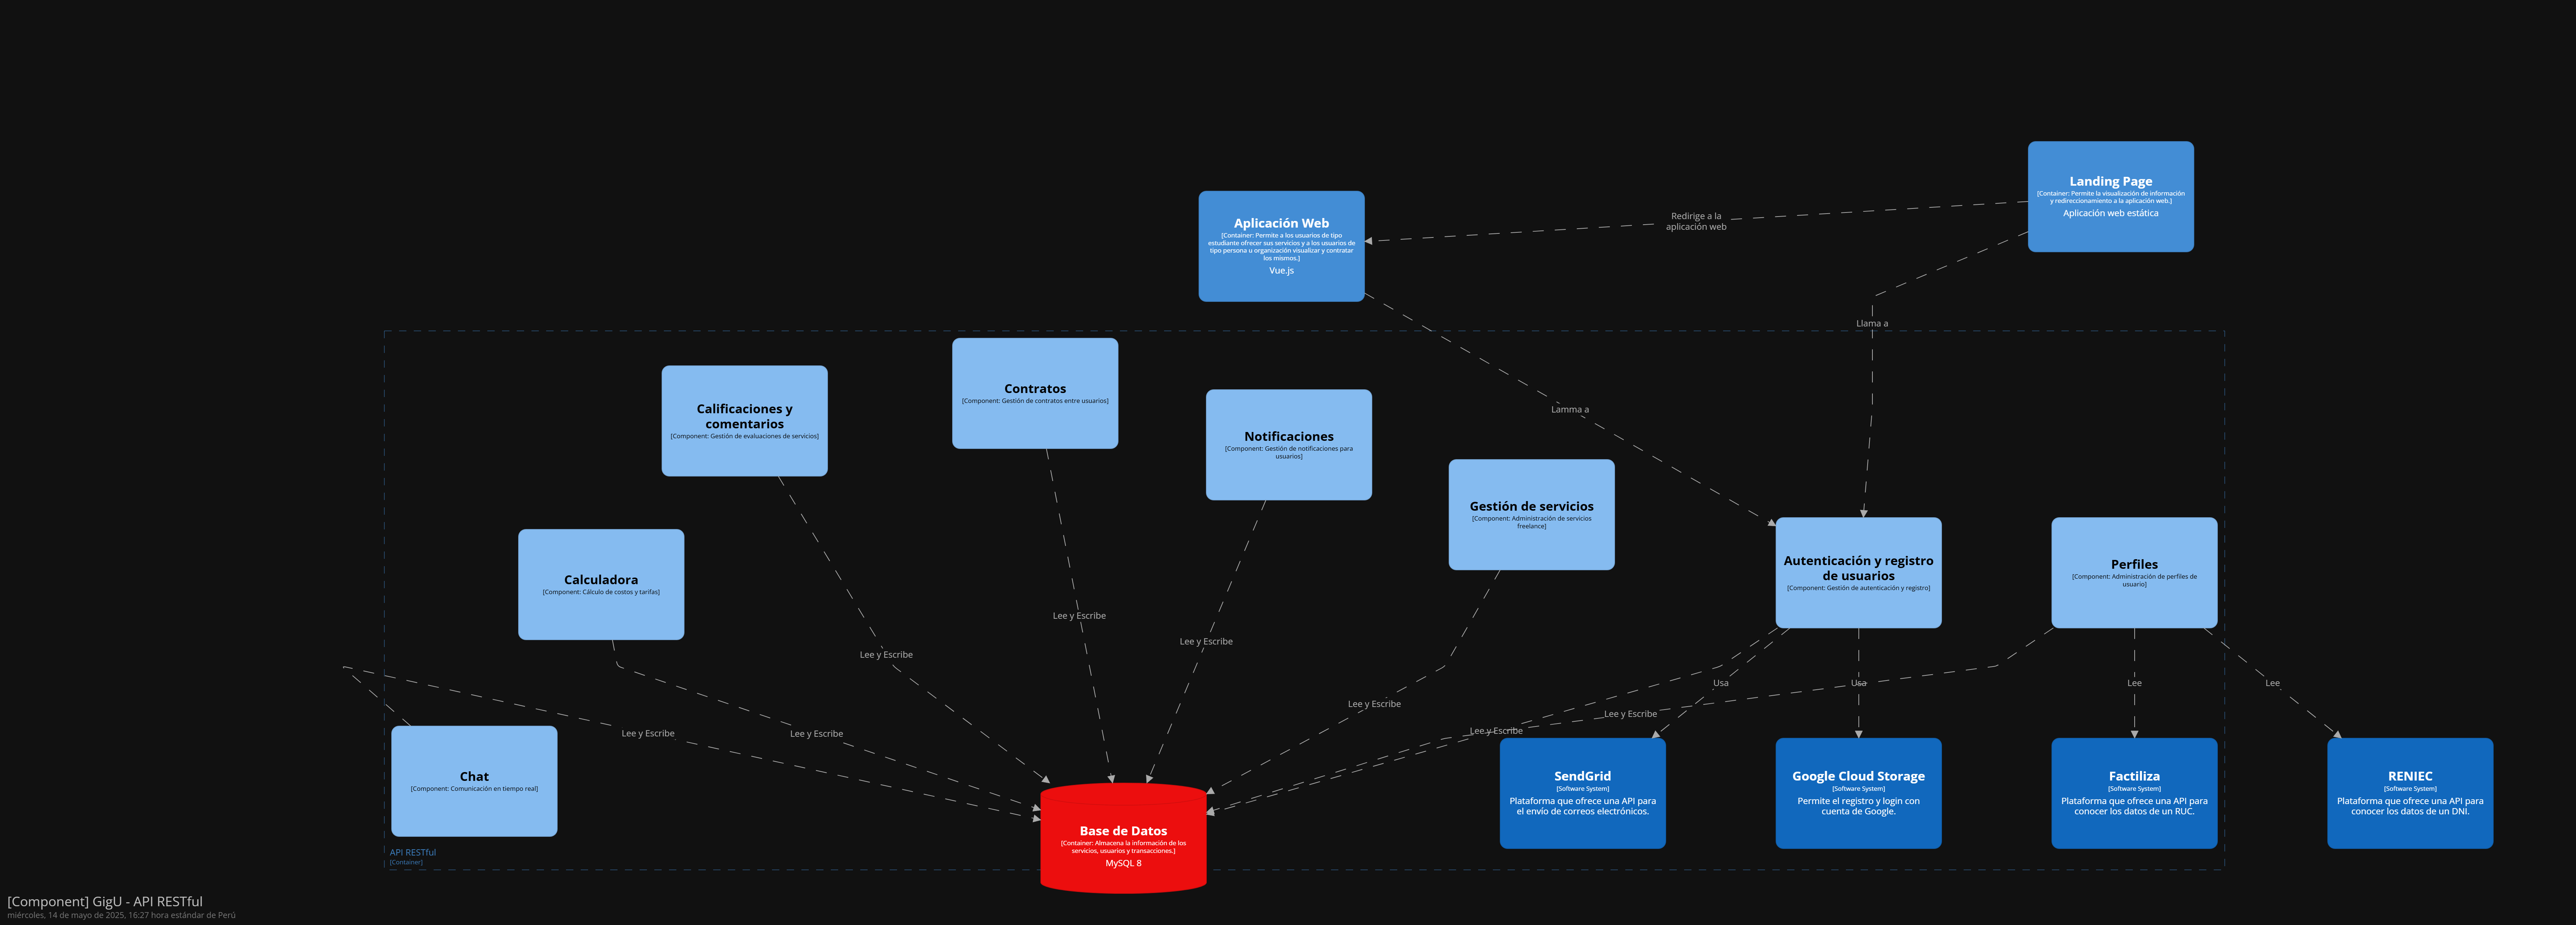 Landing Page
[Container: Permite la visualización de información
y redireccionamiento a la aplicación web.]
Aplicación web estática
Redirige a la
aplicación web
Aplicación Web
[Container: Permite a los usuarios de tipo
estudiante ofrecer sus servicios y a los usuarios de
tipo persona u organización visualizar y contratar
los mismos.]
Vue.js
Llama a
Lamma a
Contratos
[Component: Gestión de contratos entre usuarios]
Calificaciones y
comentarios
[Component: Gestión de evaluaciones de servicios]
Notificaciones
[Component: Gestión de notificaciones para
usuarios]
Gestión de servicios
[Component: Administración de servicios
freelance]
Autenticación y registro
de usuarios
[Component: Gestión de autenticación y registro]
Perfiles
[Component: Administración de perfiles de
usuario]
Calculadora
[Component: Cálculo de costos y tarifas]
Lee y Escribe
Lee y Escribe
Lee y Escribe
Usa
Usa
Lee
Lee
Lee y Escribe
Lee y Escribe
Lee y Escribe
Lee y Escribe
Lee y Escribe
Chat
[Component: Comunicación en tiempo real]
SendGrid
[Software System]
Plataforma que ofrece una API para
el envío de correos electrónicos.
Google Cloud Storage
[Software System]
Permite el registro y login con
cuenta de Google.
Factiliza
[Software System]
Plataforma que ofrece una API para
conocer los datos de un RUC.
RENIEC
[Software System]
Plataforma que ofrece una API para
conocer los datos de un DNI.
Base de Datos
[Container: Almacena la información de los
servicios, usuarios y transacciones.]
MySQL 8
API RESTful
[Container]
[Component] GigU - API RESTful
miércoles, 14 de mayo de 2025, 16:27 hora estándar de Perú